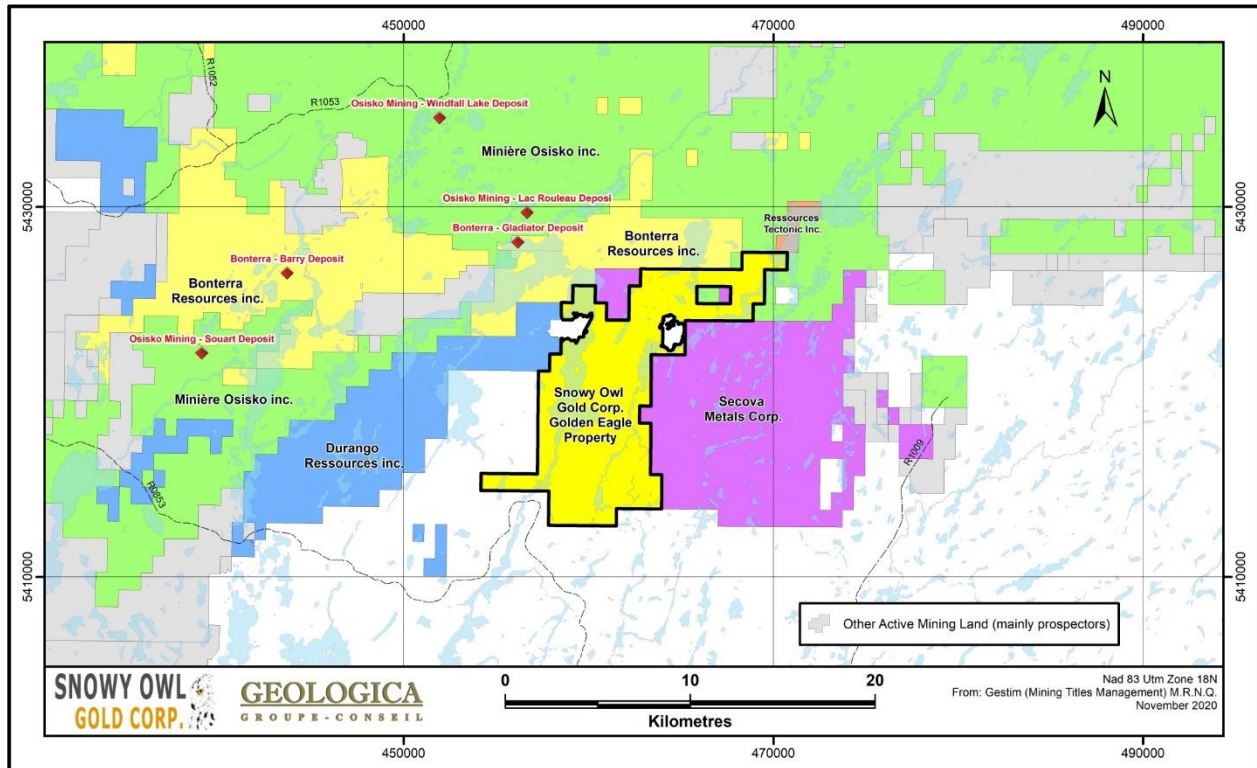 450000
470000
490000
N
R1052
R1053
Osisko Mining - Windfall Lake Deposit
Minière Osisko inc.
5430000
5430000
Osisko Mining - Lac Rouleau Deposi
Ressources
Tectonic Inc.
Bonterra - Gladiator Deposit
Bonterra
Resources inc.
Bonterra - Barry Deposit
Bonterra
Resources inc.
Osisko Mining - Souart Deposit
Minière Osisko inc.
Snowy Owl
Gold Corp.
Golden Eagle
Property
Secova
Metals Corp.
Durango
Ressources inc.
R1009
R0853
5410000
5410000
Other Active Mining Land (mainly prospectors)
SNOWY OWL
GOLD CORP.
GEOLOGICA
GROUPE-CONSEIL
0 10 20
Kilometres
Nad 83 Utm Zone 18N
From: Gestim (Mining Titles Management) M.R.N.Q.
November 2020
450000
470000
490000